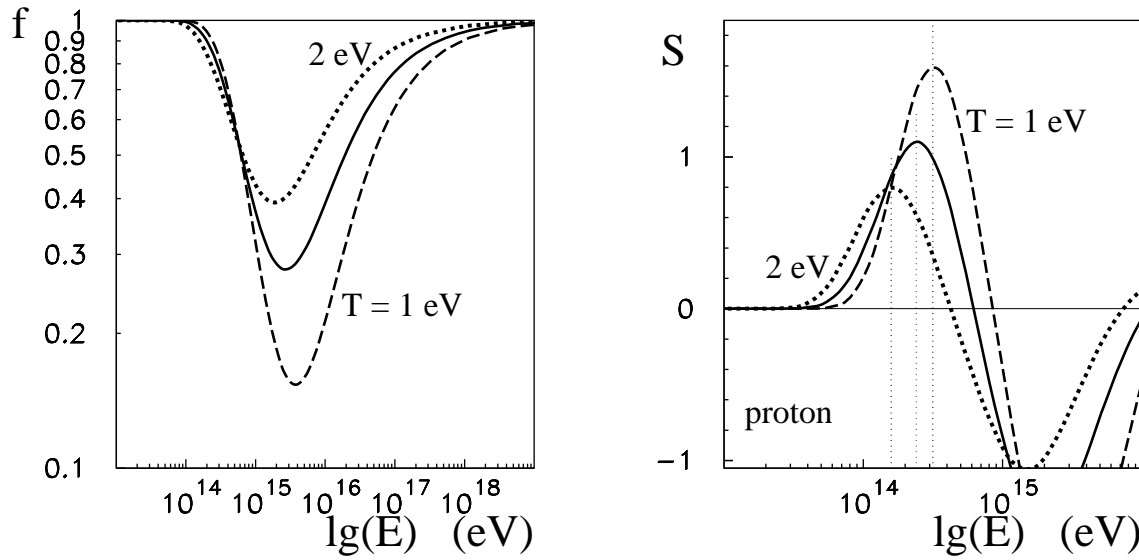 f
1
0.9
0.8
0.7
0.6
0.5
0.4
0.3
0.2
0.1
2 eV
T = 1 eV
10^14 10^15 10^16 10^17 10^18
lg(E) (eV)
S
1
0
−1
T = 1 eV
2 eV
proton
10^14 10^15
lg(E) (eV)